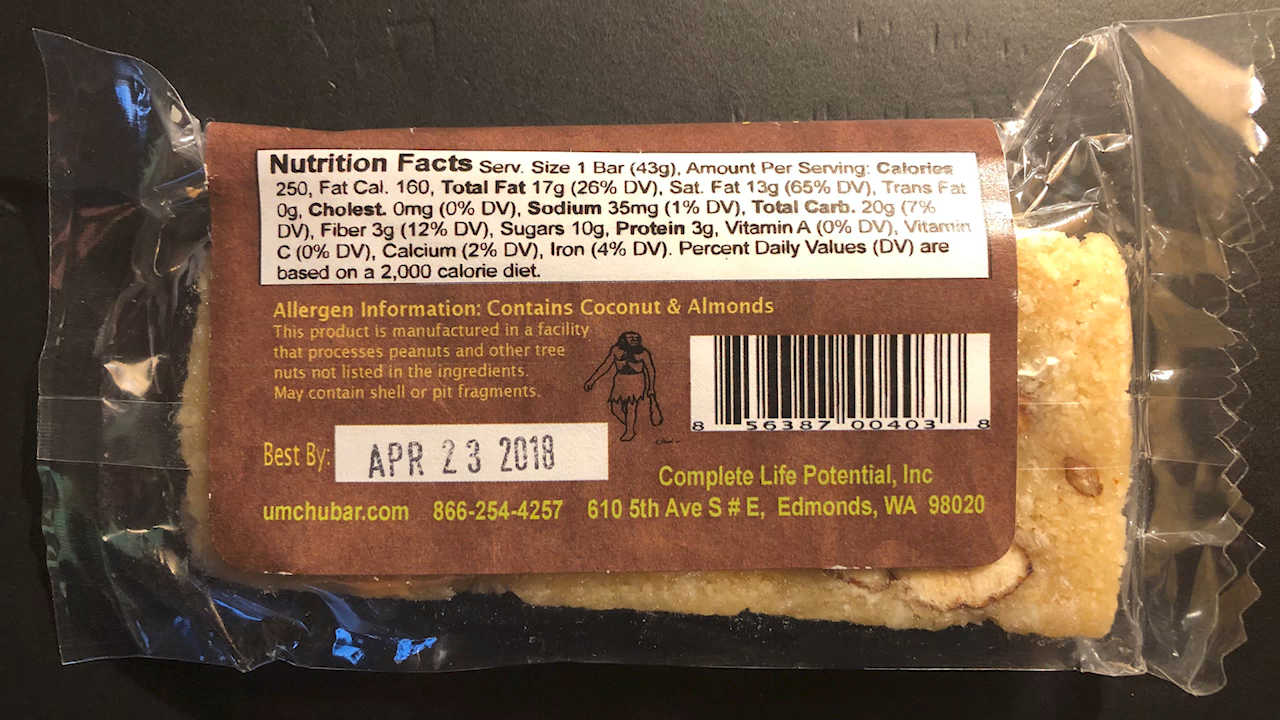 Nutrition Facts Serv. Size 1 Bar (43g), Amount Per Serving: Calories
250, Fat Cal. 160, Total Fat 17g (26% DV), Sat. Fat 13g (65% DV), Trans Fat
0g, Cholest. 0mg (0% DV), Sodium 35mg (1% DV), Total Carb. 20g (7%
DV), Fiber 3g (12% DV), Sugars 10g, Protein 3g, Vitamin A (0% DV), Vitamin
C (0% DV), Calcium (2% DV), Iron (4% DV). Percent Daily Values (DV) are
based on a 2,000 calorie diet.
Allergen Information: Contains Coconut & Almonds
This product is manufactured in a facility
that processes peanuts and other tree
nuts not listed in the ingredients.
May contain shell or pit fragments.
8 56387 00403 8
Best By: APR 23 2018
Complete Life Potential, Inc
umchubar.com 866-254-4257 610 5th Ave S # E, Edmonds, WA 98020